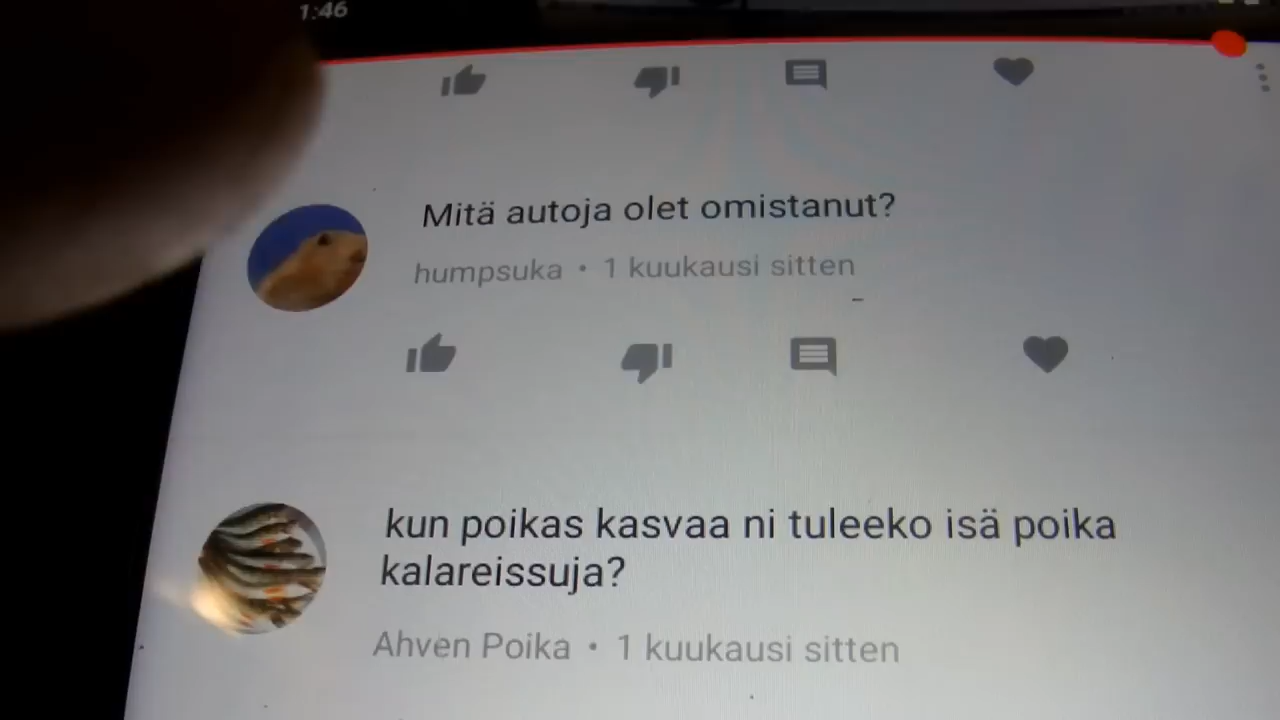 1:46
Mitä autoja olet omistanut?
humpsuka • 1 kuukausi sitten
kun poikas kasvaa ni tuleeko isä poika
kalareissuja?
Ahven Poika • 1 kuukausi sitten